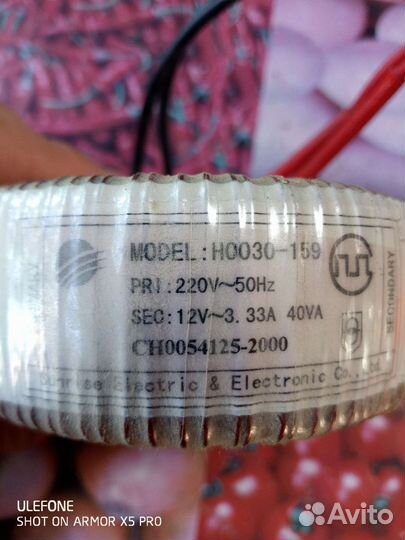 MODEL:H0030-159
PRI:220V~50Hz
SEC:12V~3.33A 40VA
CH0054125-2000
Sunrise Electric & Electronic Co., Ltd
SECONDARY
ULEFONE
SHOT ON ARMOR X5 PRO
Avito